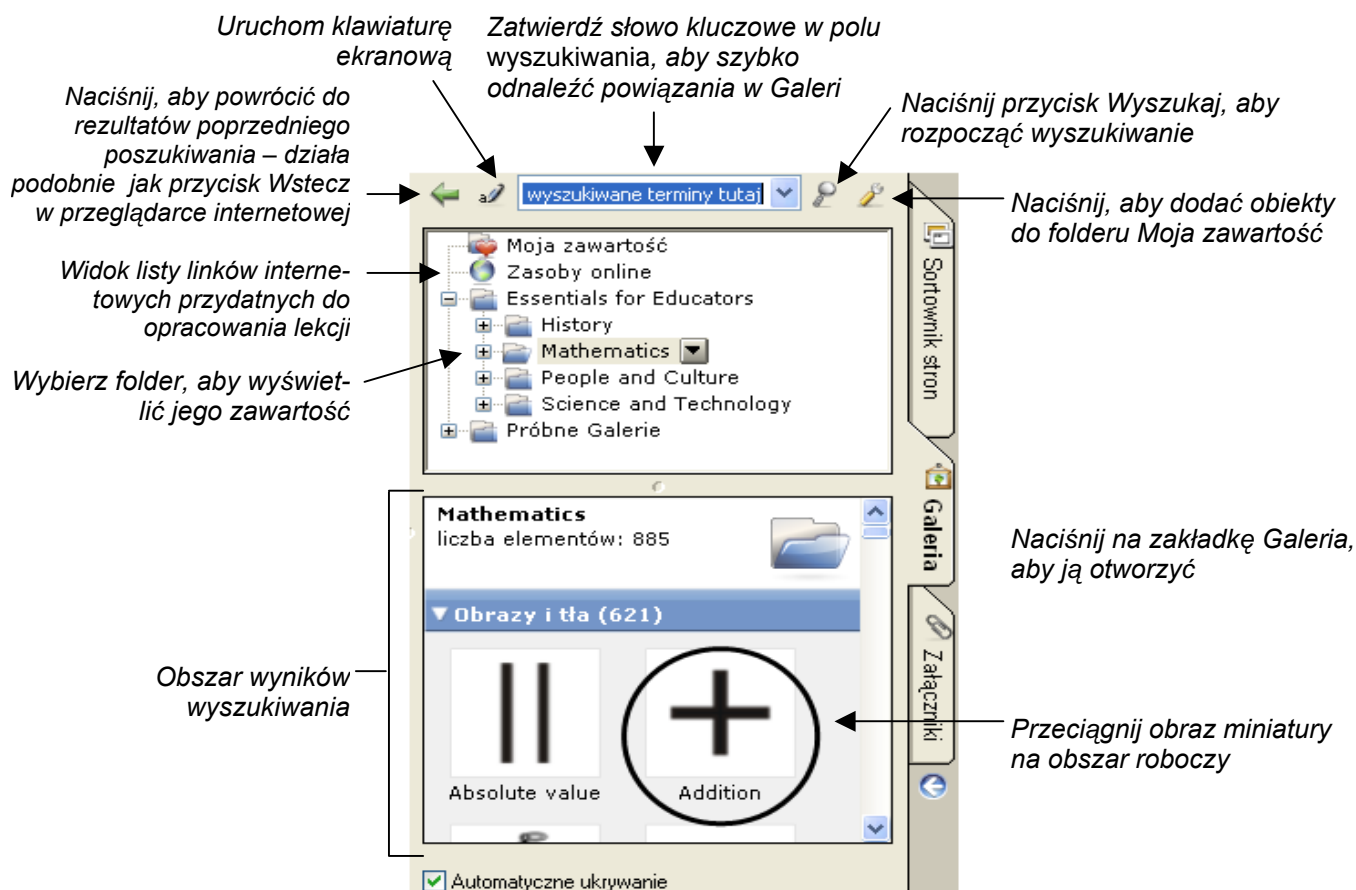 Uruchom klawiaturę
ekranową
Zatwierdź słowo kluczowe w polu
wyszukiwania, aby szybko
odnaleźć powiązania w Galeri
Naciśnij, aby powrócić do
rezultatów poprzedniego
poszukiwania – działa
podobnie jak przycisk Wstecz
w przeglądarce internetowej
Naciśnij przycisk Wyszukaj, aby
rozpocząć wyszukiwanie
wyszukiwane terminy tutaj
Naciśnij, aby dodać obiekty
do folderu Moja zawartość
Widok listy linków interne-
towych przydatnych do
opracowania lekcji
Wybierz folder, aby wyświet-
lić jego zawartość
Moja zawartość
Zasoby online
Essentials for Educators
History
Mathematics
People and Culture
Science and Technology
Próbne Galerie
Sortownik stron
Galeria
Załączniki
Mathematics
liczba elementów: 885
Obrazy i tła (621)
Absolute value
Addition
Naciśnij na zakładkę Galeria,
aby ją otworzyć
Obszar wyników
wyszukiwania
Przeciągnij obraz miniatury
na obszar roboczy
Automatyczne ukrywanie